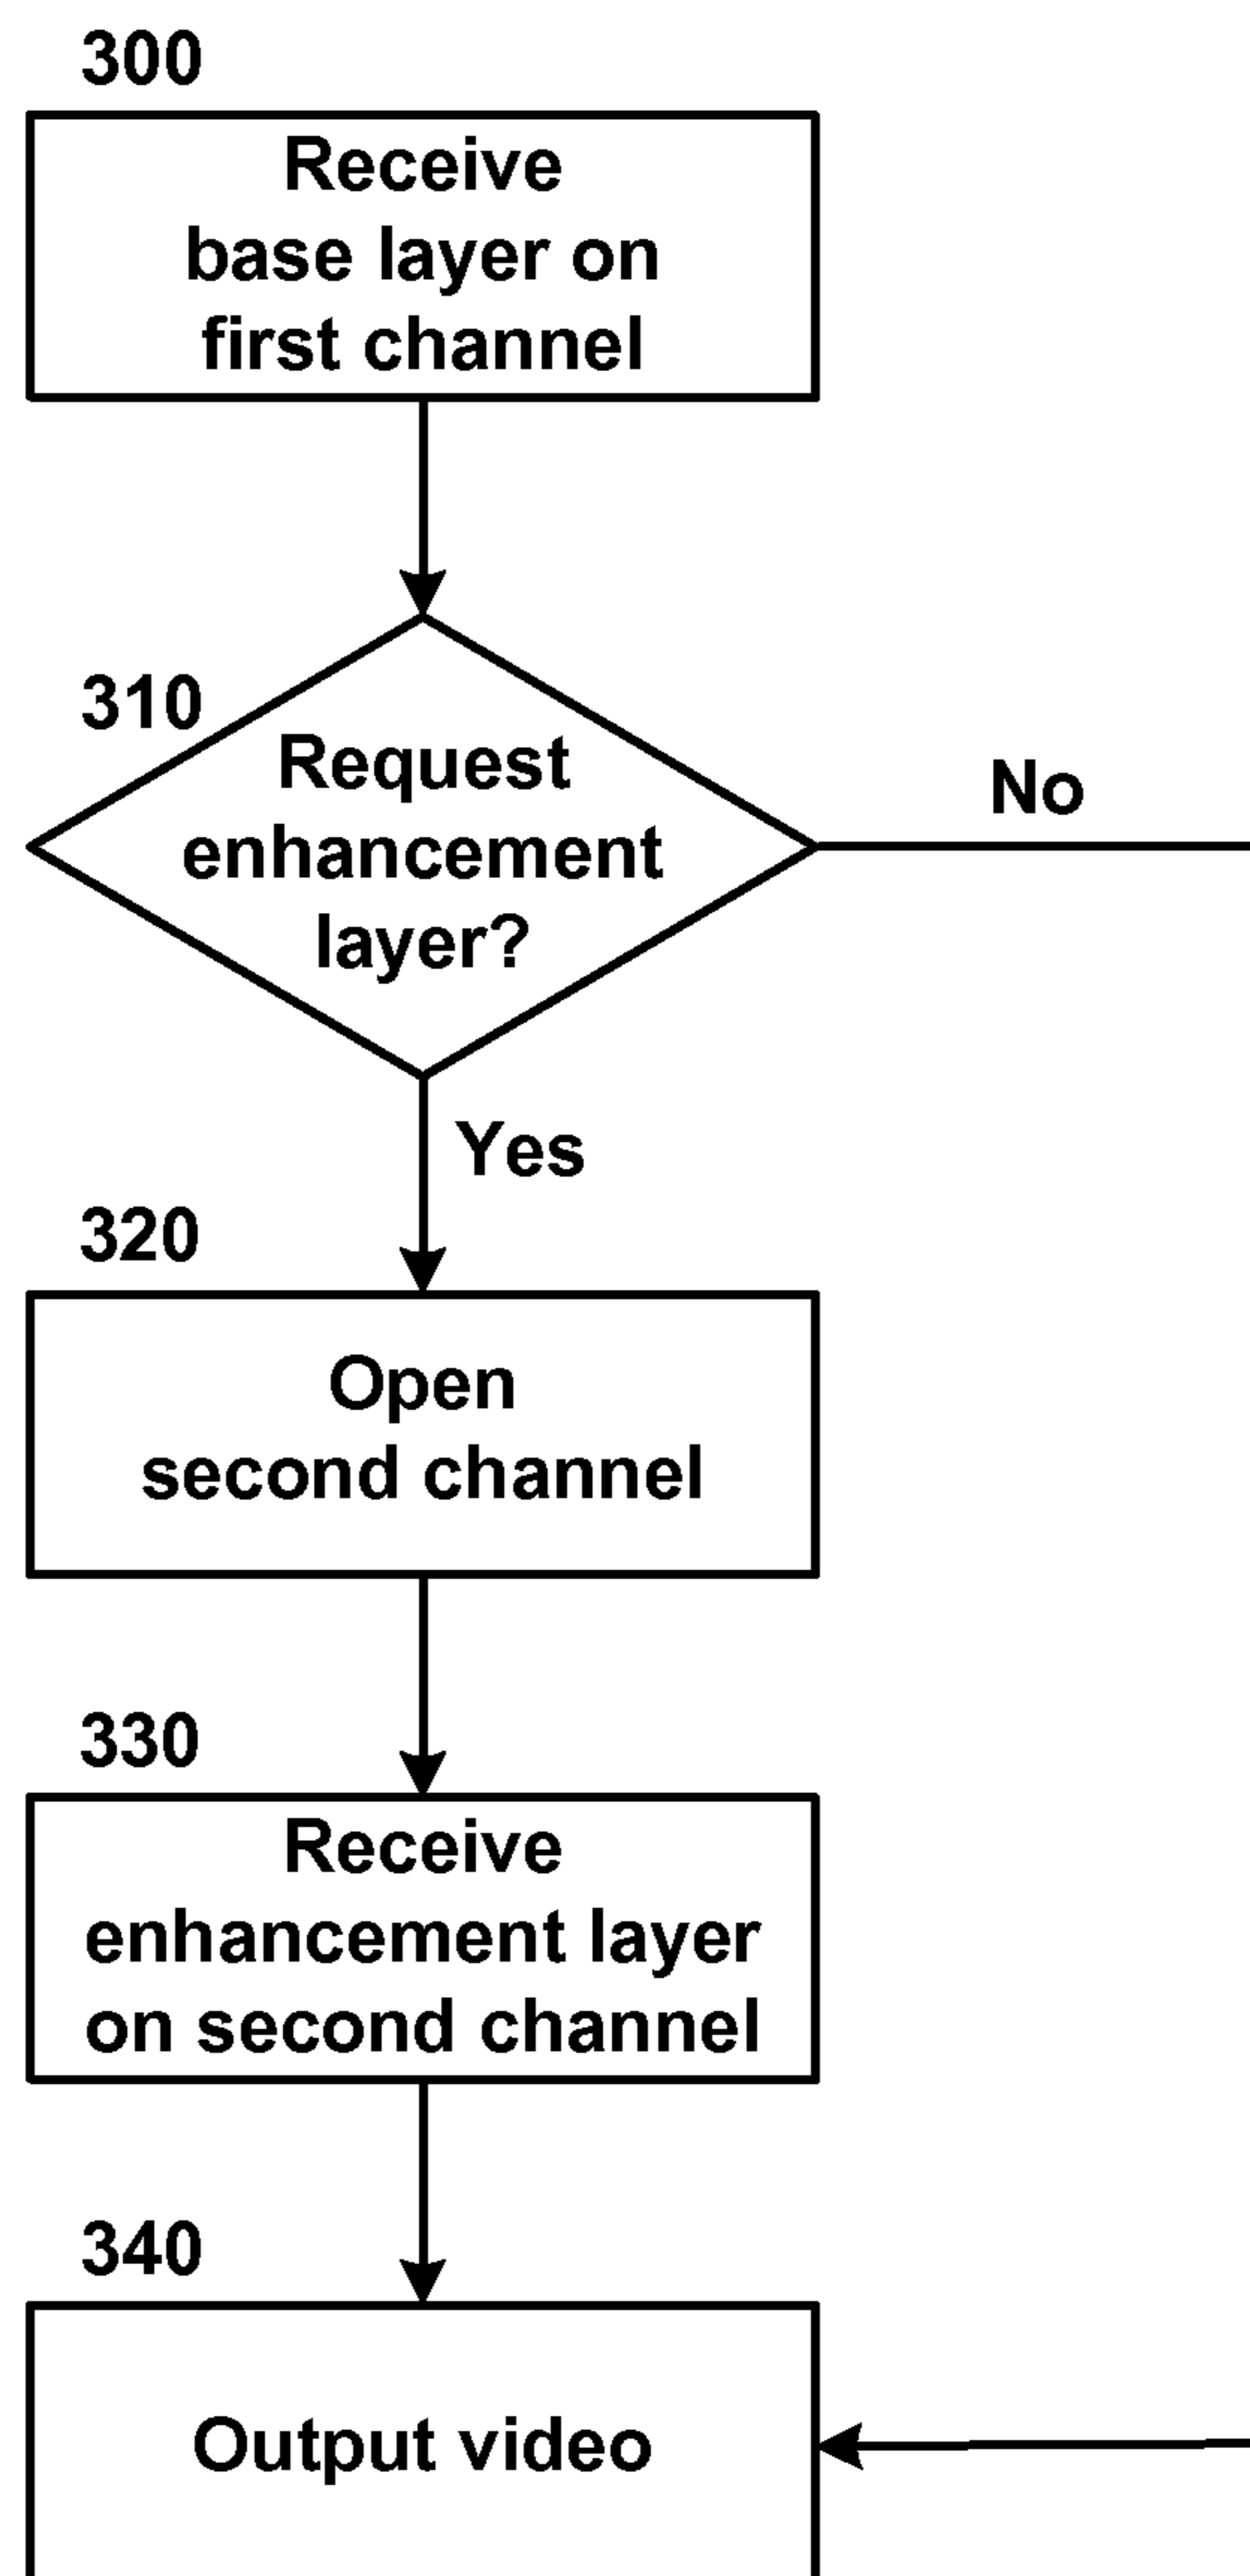 300
Receive
base layer on
first channel
310
Request
enhancement
layer?
No
Yes
320
Open
second channel
330
Receive
enhancement layer
on second channel
340
Output video